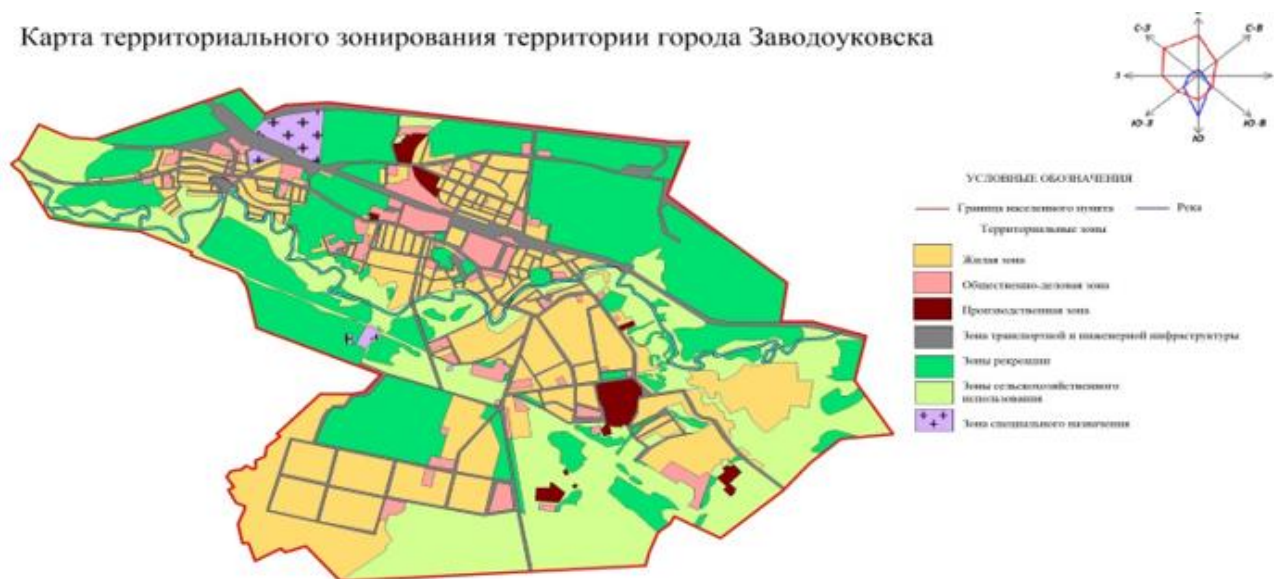 Карта территориального зонирования территории города Заводоуковска
С-З
С-В
З
Ю-З
Ю-В
Ю
УСЛОВНЫЕ ОБОЗНАЧЕНИЯ
Граница населенного пункта
Река
Территориальные зоны
Жилая зона
Общественно-деловая зона
Производственная зона
Зона транспортной и инженерной инфраструктуры
Зоны рекреации
Зоны сельскохозяйственного
использования
Зона специального назначения